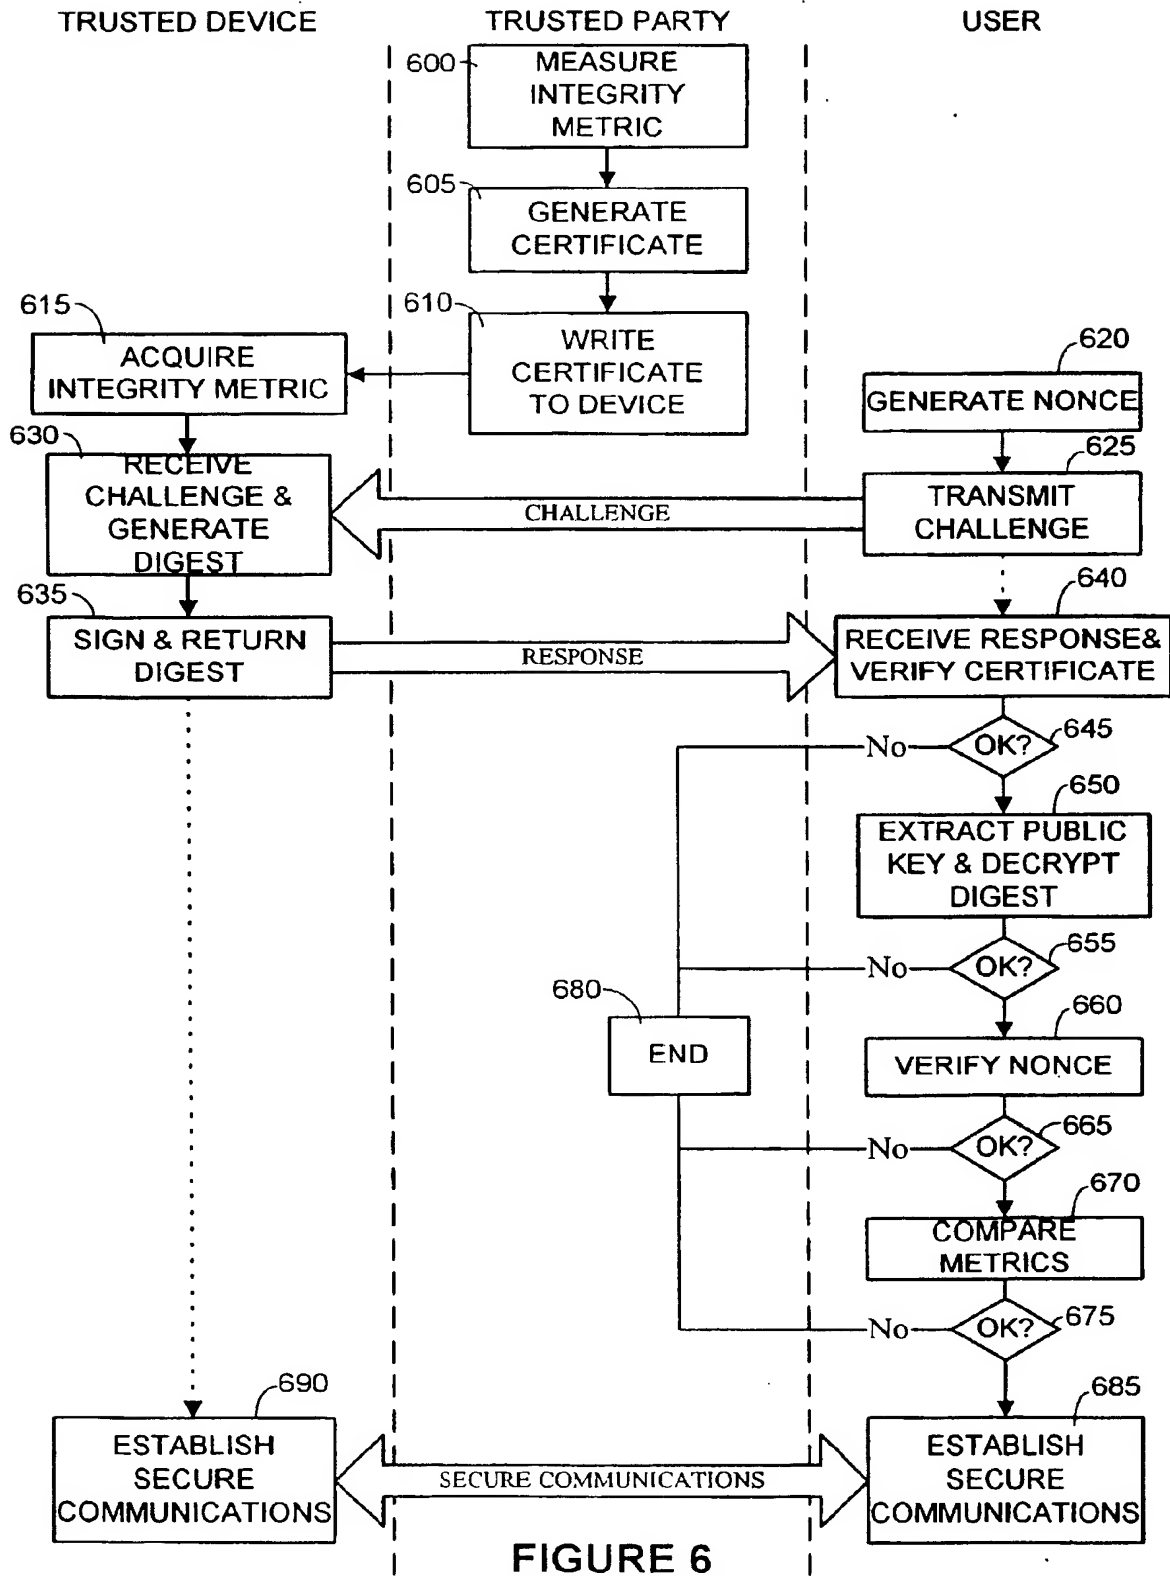 TRUSTED DEVICE
TRUSTED PARTY
USER
600
MEASURE
INTEGRITY
METRIC
605
GENERATE
CERTIFICATE
610
WRITE
CERTIFICATE
TO DEVICE
615
ACQUIRE
INTEGRITY METRIC
620
GENERATE NONCE
625
TRANSMIT
CHALLENGE
CHALLENGE
630
RECEIVE
CHALLENGE &
GENERATE
DIGEST
635
SIGN & RETURN
DIGEST
RESPONSE
640
RECEIVE RESPONSE&
VERIFY CERTIFICATE
645
OK?
No
650
EXTRACT PUBLIC
KEY & DECRYPT
DIGEST
655
OK?
No
680
END
660
VERIFY NONCE
665
OK?
No
670
COMPARE
METRICS
675
OK?
No
690
ESTABLISH
SECURE
COMMUNICATIONS
SECURE COMMUNICATIONS
685
ESTABLISH
SECURE
COMMUNICATIONS
FIGURE 6